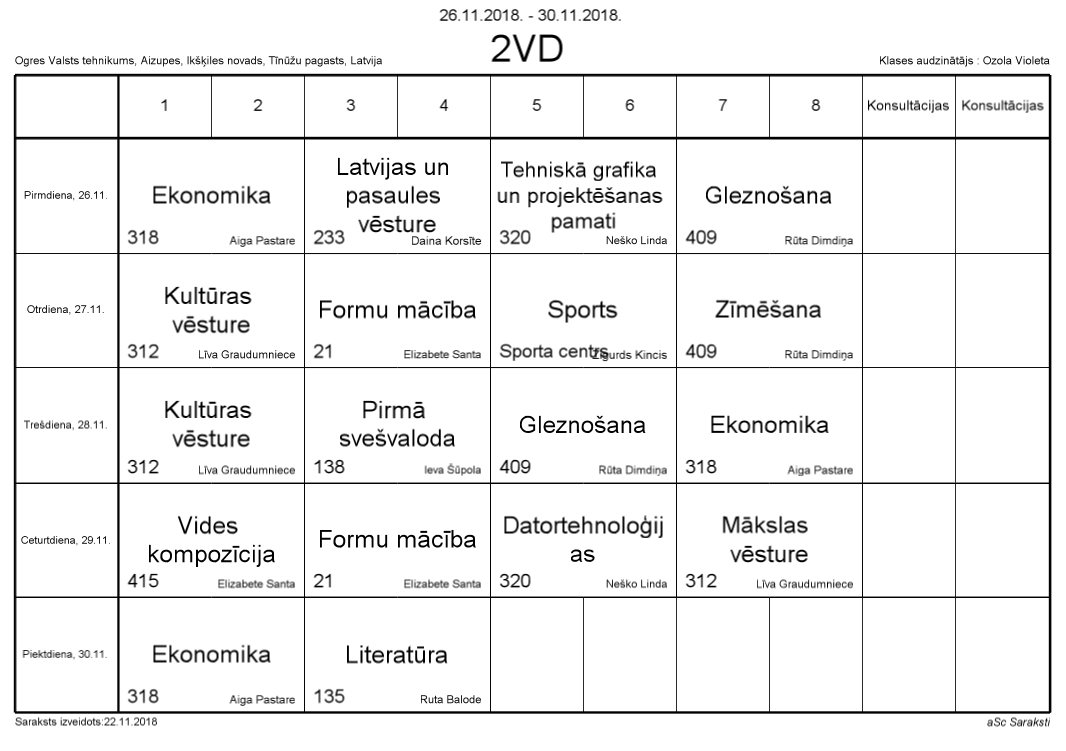 26.11.2018. - 30.11.2018.
2VD
Ogres Valsts tehnikums, Aizupes, Ikšķiles novads, Tīnūžu pagasts, Latvija
Klases audzinātājs : Ozola Violeta
1 2 3 4 5 6 7 8 Konsultācijas Konsultācijas
Pirmdiena, 26.11.
Ekonomika
318 Aiga Pastare
Latvijas un
pasaules
vēsture
233 Daina Korsīte
Tehniskā grafika
un projektēšanas
pamati
320 Neško Linda
Gleznošana
409 Rūta Dimdiņa
Otrdiena, 27.11.
Kultūras
vēsture
312 Līva Graudumniece
Formu mācība
21 Elizabete Santa
Sports
Sporta centrs Zigurds Kincis
Zīmēšana
409 Rūta Dimdiņa
Trešdiena, 28.11.
Kultūras
vēsture
312 Līva Graudumniece
Pirmā
svešvaloda
138 Ieva Šūpola
Gleznošana
409 Rūta Dimdiņa
Ekonomika
318 Aiga Pastare
Ceturtdiena, 29.11.
Vides
kompozīcija
415 Elizabete Santa
Formu mācība
21 Elizabete Santa
Datortehnoloģij
as
320 Neško Linda
Mākslas
vēsture
312 Līva Graudumniece
Piektdiena, 30.11.
Ekonomika
318 Aiga Pastare
Literatūra
135 Ruta Balode
Saraksts izveidots:22.11.2018
aSc Saraksti